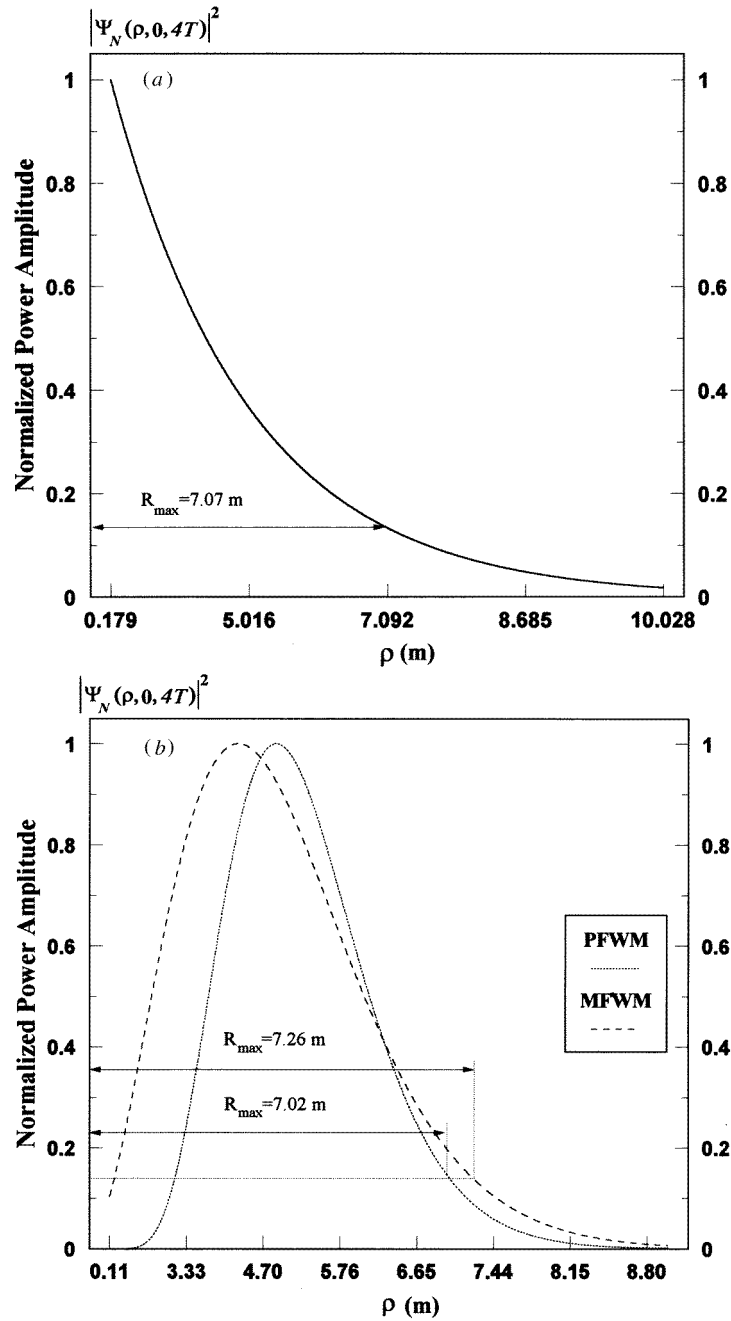 |Ψ_N (ρ, 0, 4T)|²
(a)
Normalized Power Amplitude
1 0.8 0.6 0.4 0.2 0
1 0.8 0.6 0.4 0.2 0
R_max=7.07 m
0.179 5.016 7.092 8.685 10.028
ρ (m)
|Ψ_N (ρ, 0, 4T)|²
(b)
Normalized Power Amplitude
1 0.8 0.6 0.4 0.2 0
1 0.8 0.6 0.4 0.2 0
PFWM
MFWM
R_max=7.26 m
R_max=7.02 m
0.11 3.33 4.70 5.76 6.65 7.44 8.15 8.80
ρ (m)